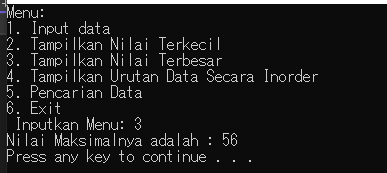 Menu:
1. Input data
2. Tampilkan Nilai Terkecil
3. Tampilkan Nilai Terbesar
4. Tampilkan Urutan Data Secara Inorder
5. Pencarian Data
6. Exit
Inputkan Menu: 3
Nilai Maksimalnya adalah : 56
Press any key to continue . . .